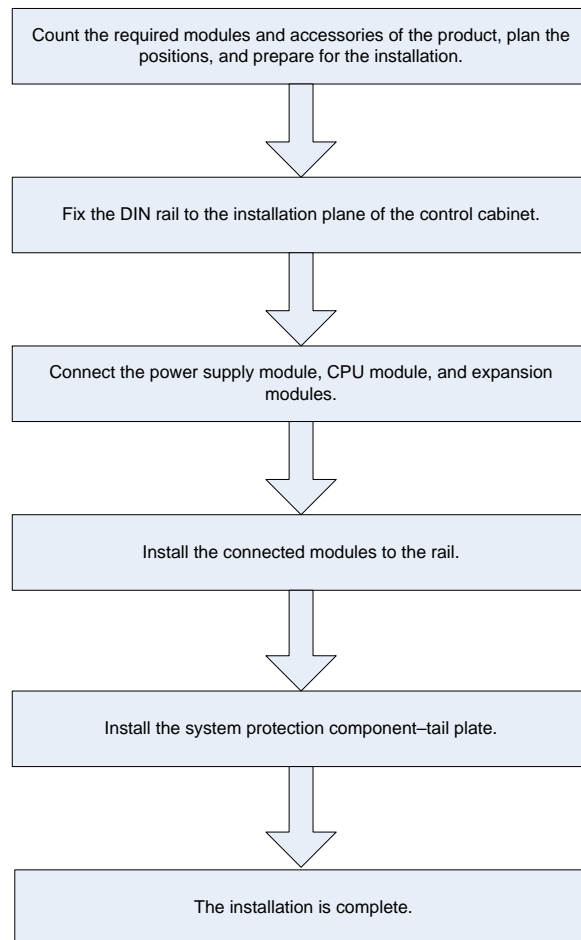 Count the required modules and accessories of the product, plan the
positions, and prepare for the installation.
Fix the DIN rail to the installation plane of the control cabinet.
Connect the power supply module, CPU module, and expansion
modules.
Install the connected modules to the rail.
Install the system protection component–tail plate.
The installation is complete.